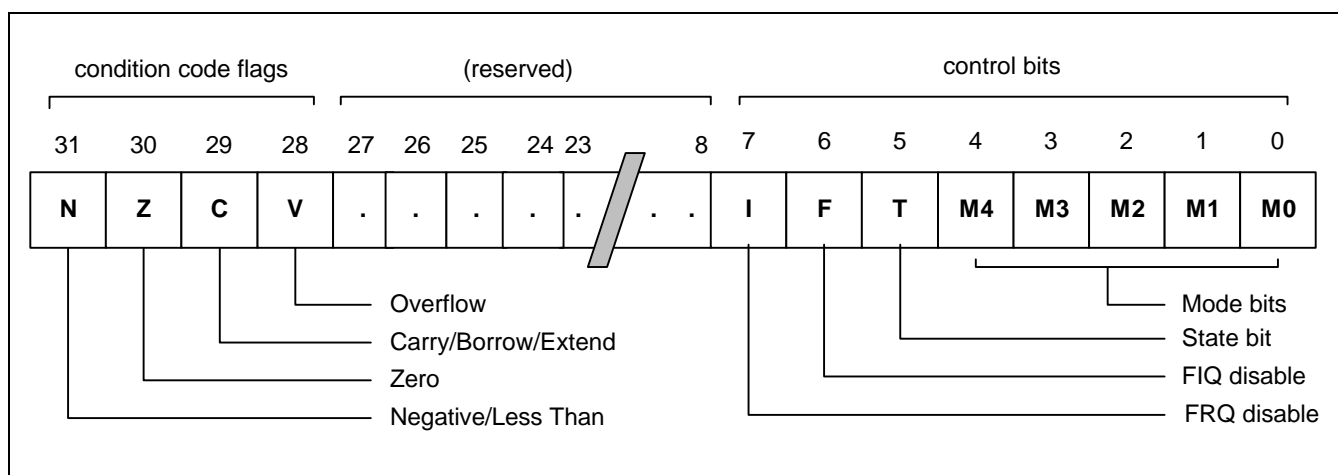 condition code flags (reserved) control bits
31 30 29 28 27 26 25 24 23 8 7 6 5 4 3 2 1 0
N Z C V . . . . . . . I F T M4 M3 M2 M1 M0
Overflow Mode bits
Carry/Borrow/Extend State bit
Zero FIQ disable
Negative/Less Than FRQ disable